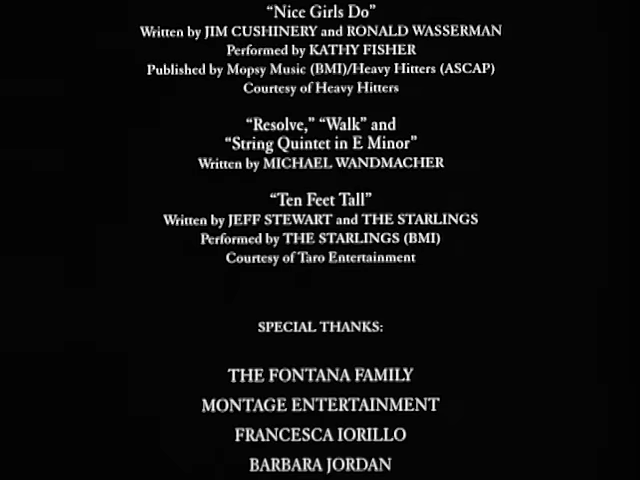 “Nice Girls Do”
Written by JIM CUSHINERY and RONALD WASSERMAN
Performed by KATHY FISHER
Published by Mopsy Music (BMI)/Heavy Hitters (ASCAP)
Courtesy of Heavy Hitters
“Resolve,” “Walk” and
“String Quintet in E Minor”
Written by MICHAEL WANDMACHER
“Ten Feet Tall”
Written by JEFF STEWART and THE STARLINGS
Performed by THE STARLINGS (BMI)
Courtesy of Taro Entertainment
SPECIAL THANKS:
THE FONTANA FAMILY
MONTAGE ENTERTAINMENT
FRANCESCA IORILLO
BARBARA JORDAN